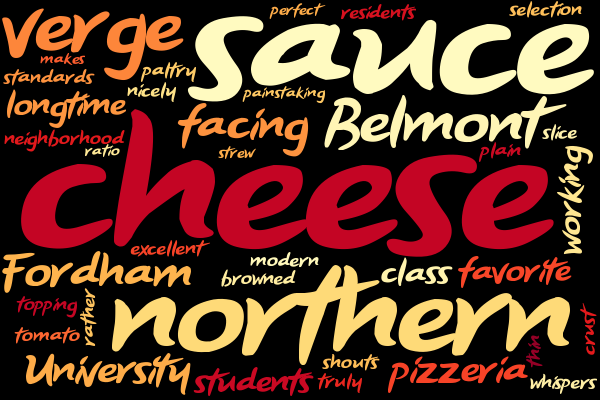 verge
sauce
perfect
residents
selection
makes
standards
paltry
nicely
painstaking
longtime
facing
Belmont
slice
neighborhood
ratio
strew
plain
cheese
working
excellent
Fordham
modern
browned
class
favorite
topping
rather
northern
tomato
crust
thin
University
students
shouts
truly
pizzeria
whispers